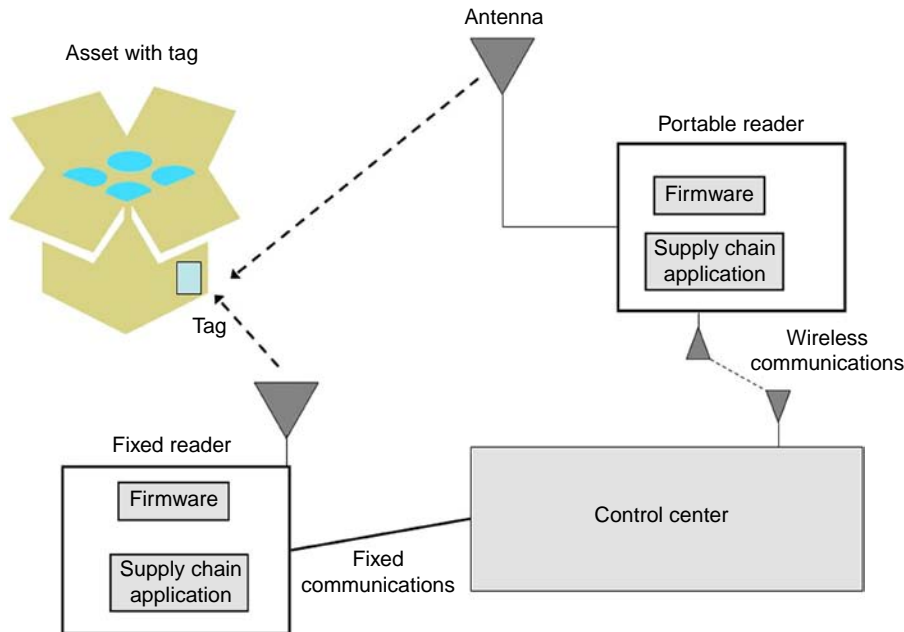 Antenna
Asset with tag
Portable reader
Firmware
Supply chain
application
Tag
Wireless
communications
Fixed reader
Firmware
Supply chain
application
Fixed
communications
Control center